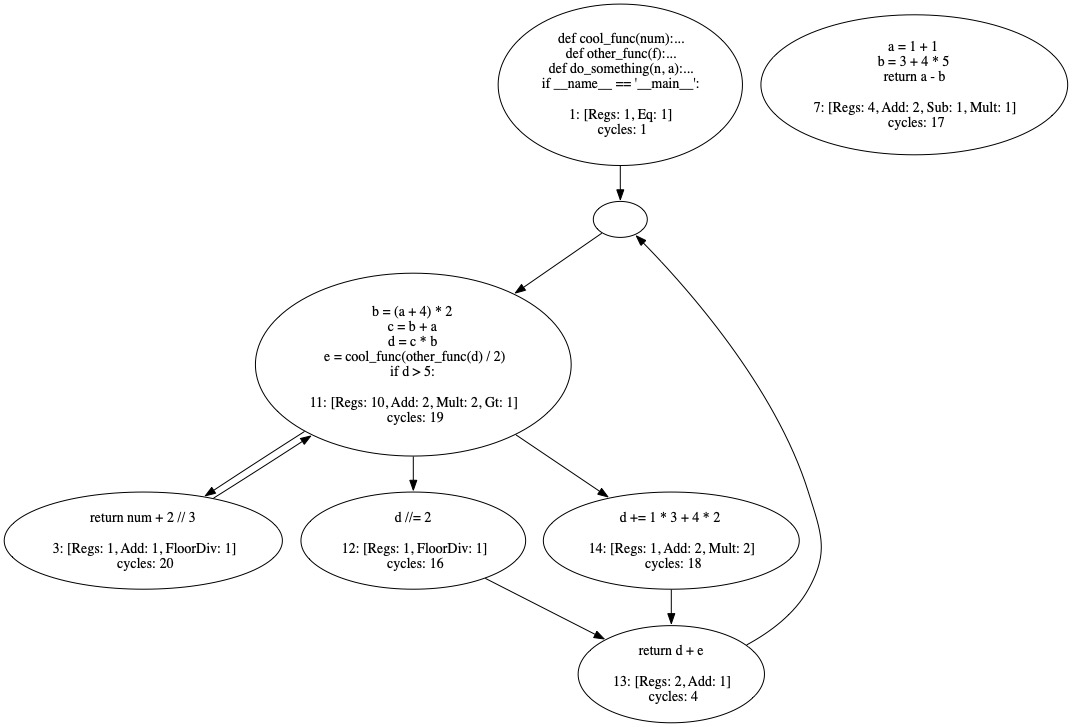 def cool_func(num):...
def other_func(f):...
def do_something(n, a):...
if __name__ == '__main__':
1: [Regs: 1, Eq: 1]
cycles: 1
a = 1 + 1
b = 3 + 4 * 5
return a - b
7: [Regs: 4, Add: 2, Sub: 1, Mult: 1]
cycles: 17
b = (a + 4) * 2
c = b + a
d = c * b
e = cool_func(other_func(d) / 2)
if d > 5:
11: [Regs: 10, Add: 2, Mult: 2, Gt: 1]
cycles: 19
return num + 2 // 3
3: [Regs: 1, Add: 1, FloorDiv: 1]
cycles: 20
d //= 2
12: [Regs: 1, FloorDiv: 1]
cycles: 16
d += 1 * 3 + 4 * 2
14: [Regs: 1, Add: 2, Mult: 2]
cycles: 18
return d + e
13: [Regs: 2, Add: 1]
cycles: 4